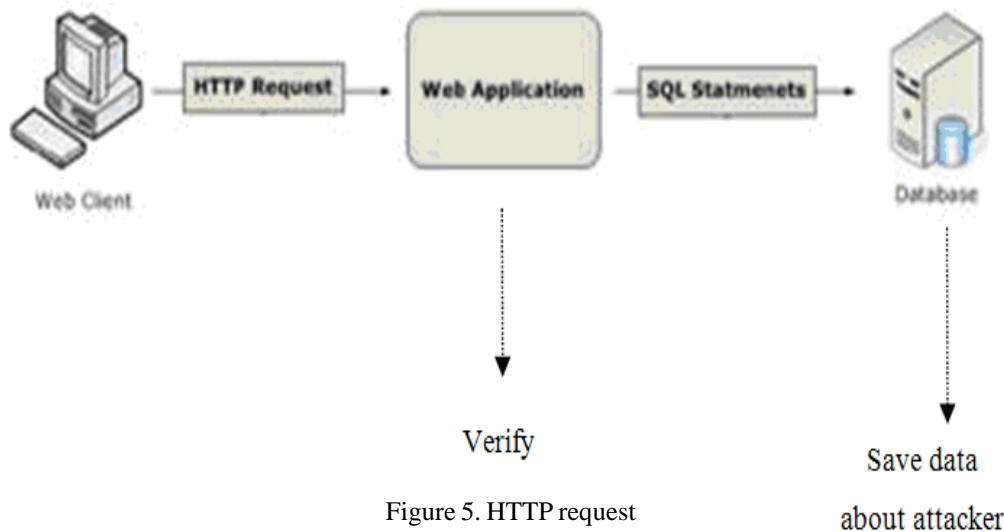 HTTP Request
Web Application
SQL Statmenets
Web Client
Database
Verify
Save data
about attacker
Figure 5. HTTP request